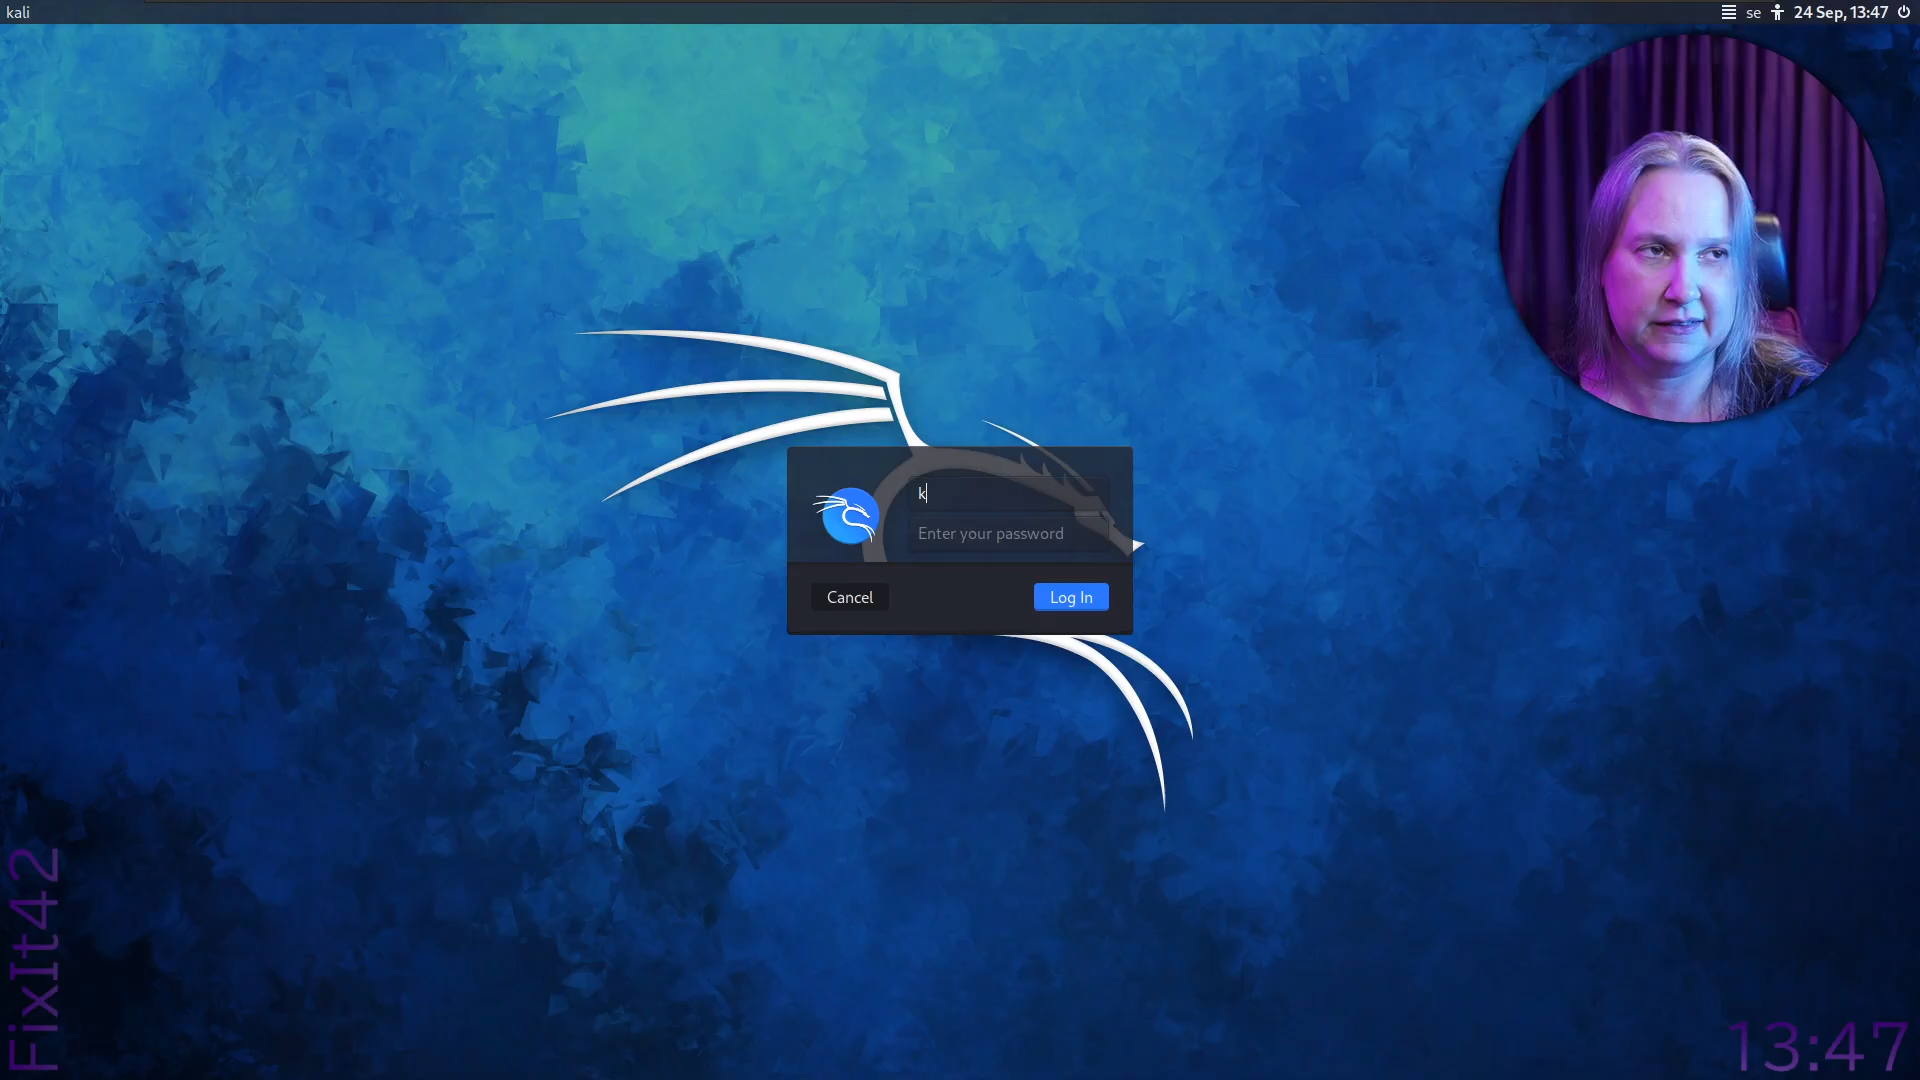 kali
se 24 Sep, 13:47
k
Enter your password
Cancel Log In
FixIt42
13:47